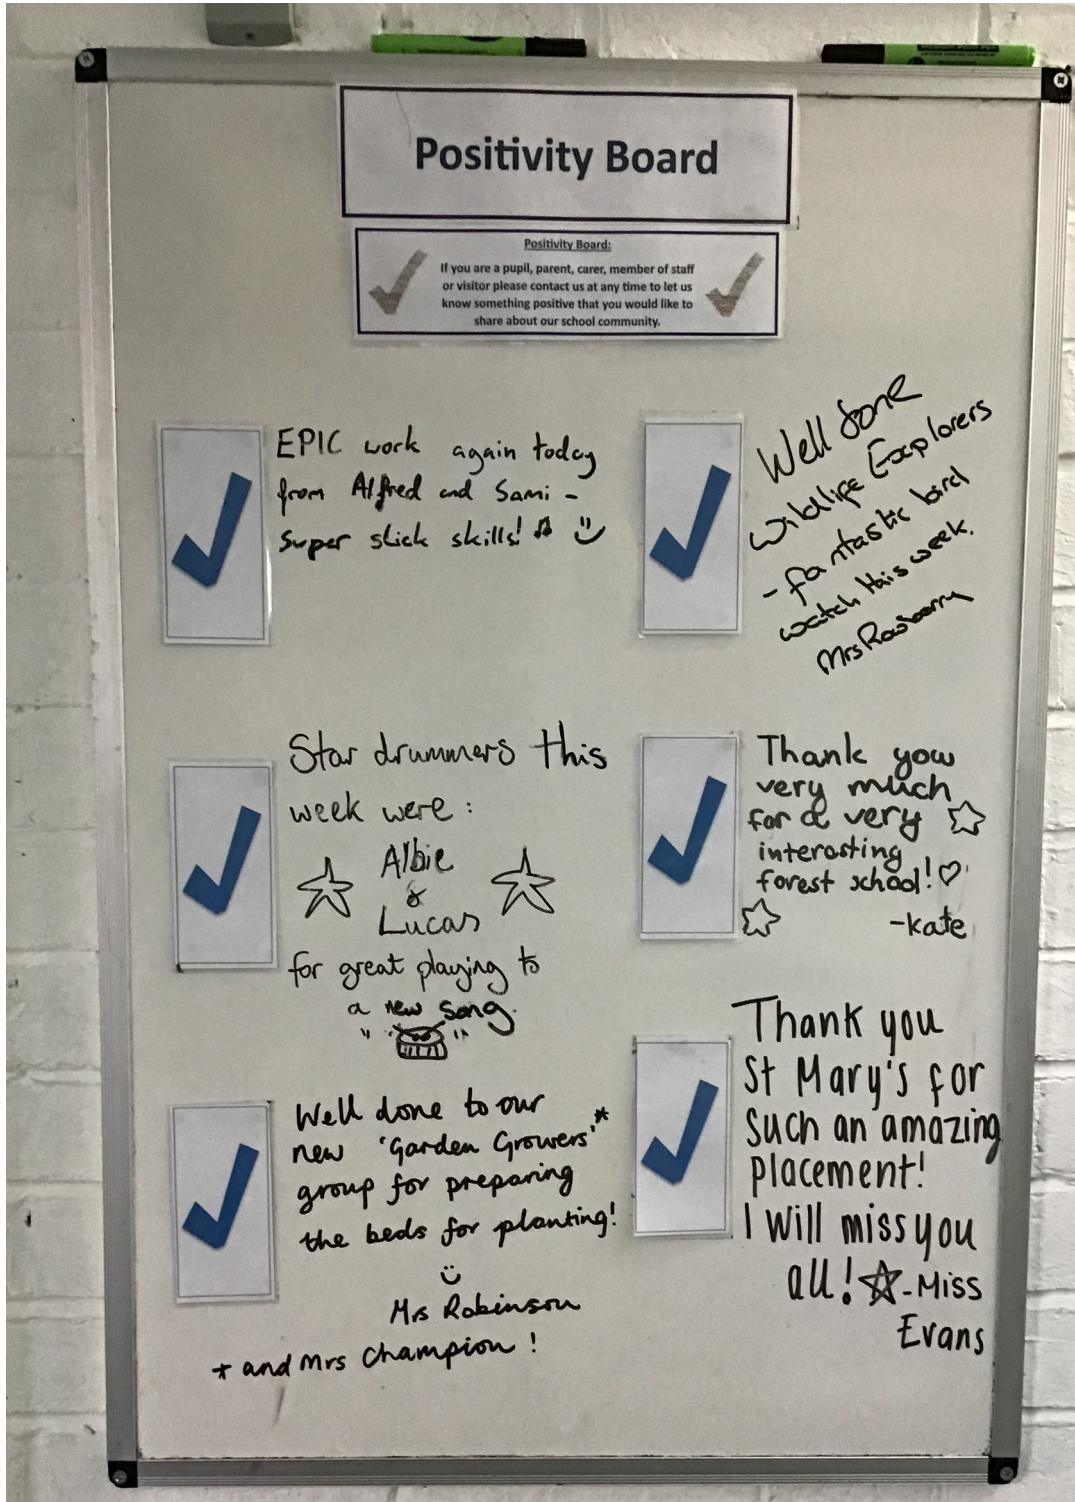 Positivity Board
Positivity Board:
If you are a pupil, parent, carer, member of staff
or visitor please contact us at any time to let us
know something positive that you would like to
share about our school community.
EPIC work again today
from Alfred and Sami -
Super stick skills!
Well done
Wildlife Explorers
- fantastic bird
watch this week.
Mrs
Star drummers this
week were:
Albie
&
Lucas
for great playing to
a new song.
Thank you
very much
for a very
interesting
forest school!
-kate
Well done to our
new 'Garden Growers'*
group for preparing
the beds for planting!
Mrs Robinson
* and Mrs Champion!
Thank you
St Mary's for
such an amazing
placement!
I will miss you
all! - Miss
Evans